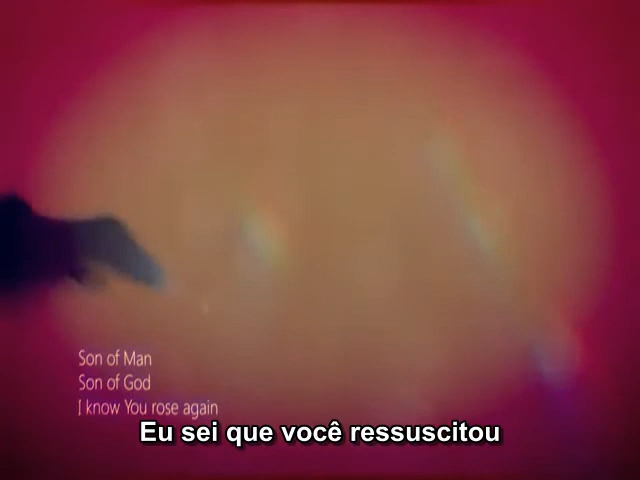 Son of Man
Son of God
I know You rose again
Eu sei que você ressuscitou